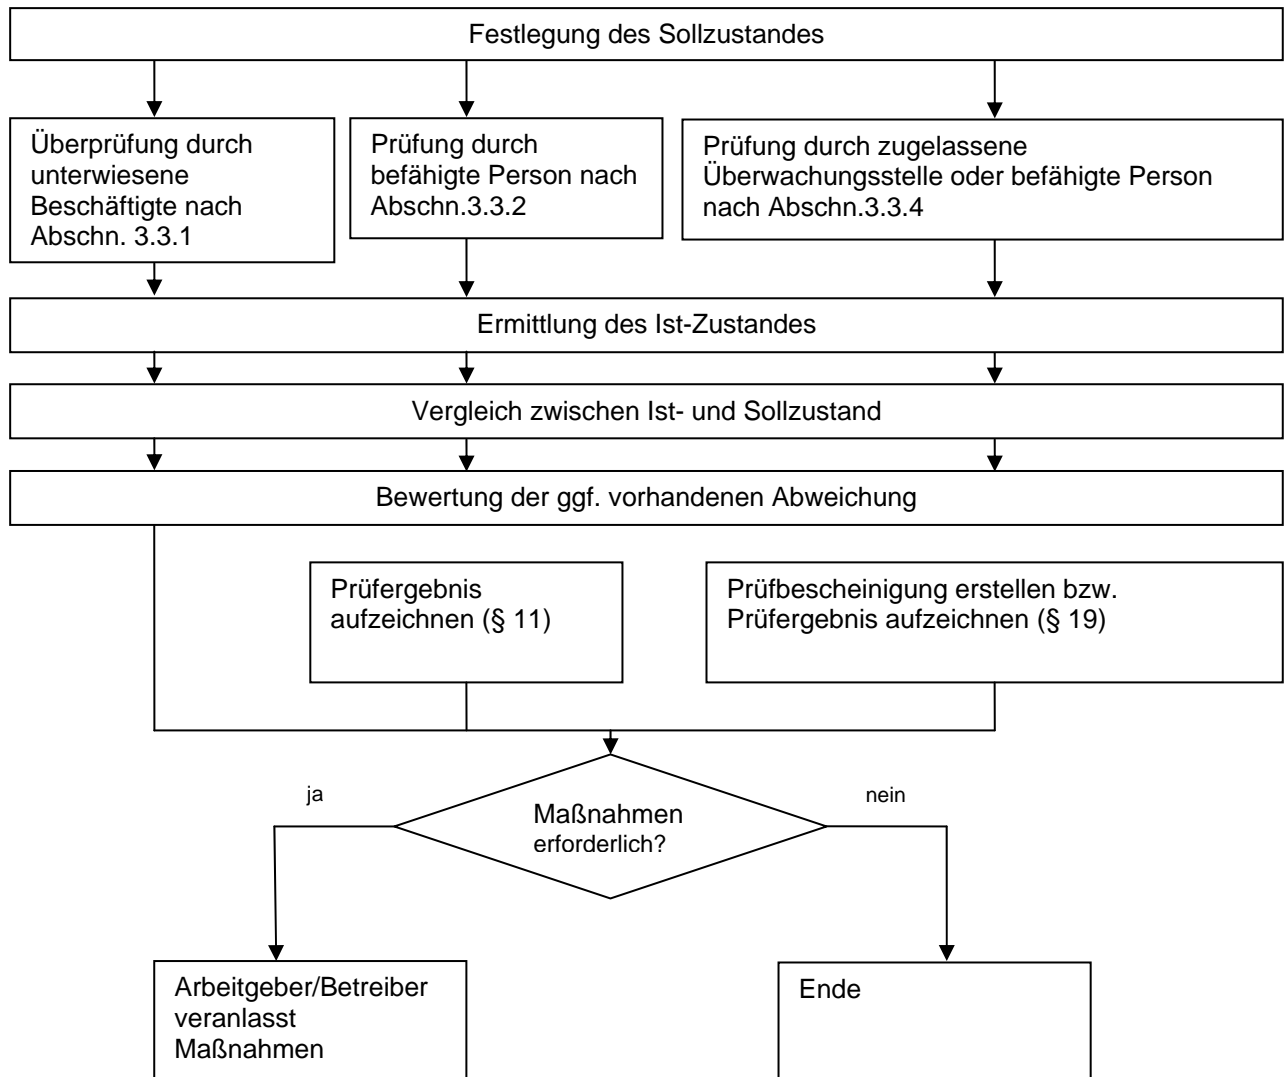 Festlegung des Sollzustandes
Überprüfung durch
unterwiesene
Beschäftigte nach
Abschn. 3.3.1
Prüfung durch
befähigte Person nach
Abschn.3.3.2
Prüfung durch zugelassene
Überwachungsstelle oder befähigte Person
nach Abschn.3.3.4
Ermittlung des Ist-Zustandes
Vergleich zwischen Ist- und Sollzustand
Bewertung der ggf. vorhandenen Abweichung
Prüfergebnis
aufzeichnen (§ 11)
Prüfbescheinigung erstellen bzw.
Prüfergebnis aufzeichnen (§ 19)
ja
nein
Maßnahmen
erforderlich?
Arbeitgeber/Betreiber
veranlasst
Maßnahmen
Ende